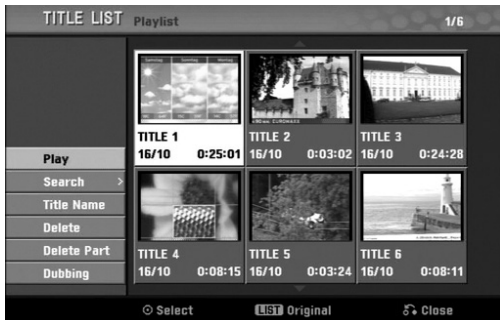 TITLE LIST Playlist 1/6
Samstag Sonntag Montag
TITLE 1
16/10 0:25:01
TITLE 2
16/10 0:03:02
TITLE 3
16/10 0:24:28
Play
Search >
Title Name
Delete
Delete Part
Dubbing
TITLE 4
16/10 0:08:15
TITLE 5
16/10 0:03:24
TITLE 6
16/10 0:08:11
Select LIST Original Close